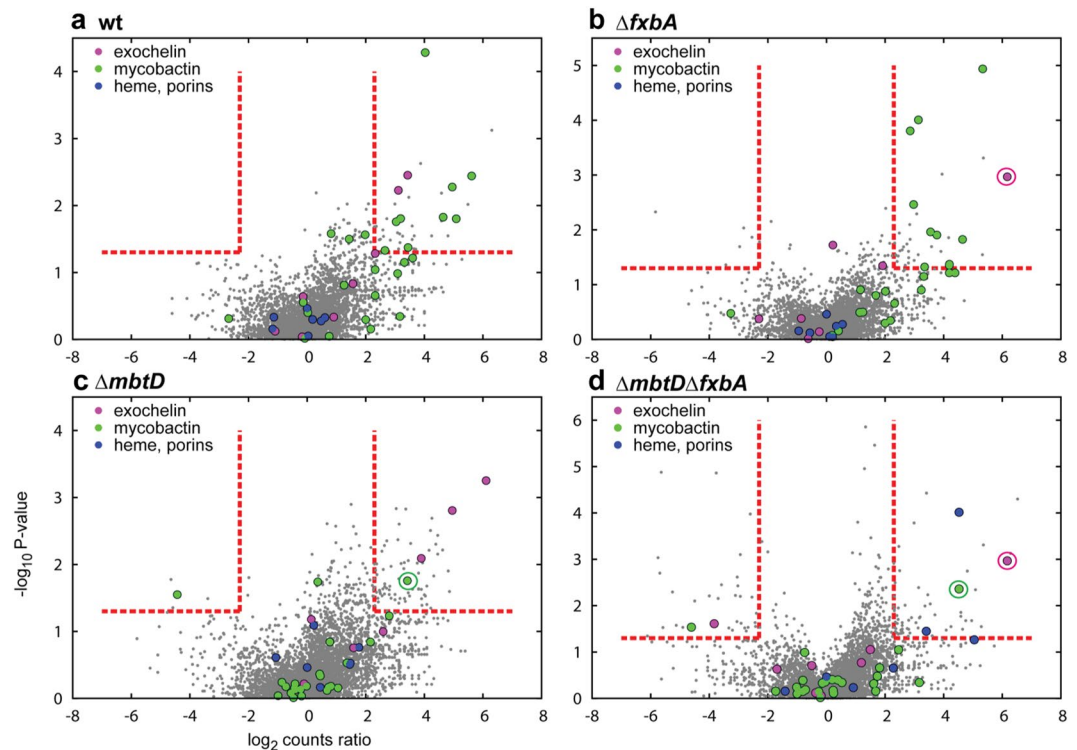 a wt
exochelin
mycobactin
heme, porins
4
3
2
1
0
-8 -6 -4 -2 0 2 4 6 8
b ΔfxbA
exochelin
mycobactin
heme, porins
5
4
3
2
1
0
-8 -6 -4 -2 0 2 4 6 8
c ΔmbtD
exochelin
mycobactin
heme, porins
4
3
2
1
0
-8 -6 -4 -2 0 2 4 6 8
-log10 P-value
log2 counts ratio
d ΔmbtDΔfxbA
exochelin
mycobactin
heme, porins
6
5
4
3
2
1
0
-8 -6 -4 -2 0 2 4 6 8